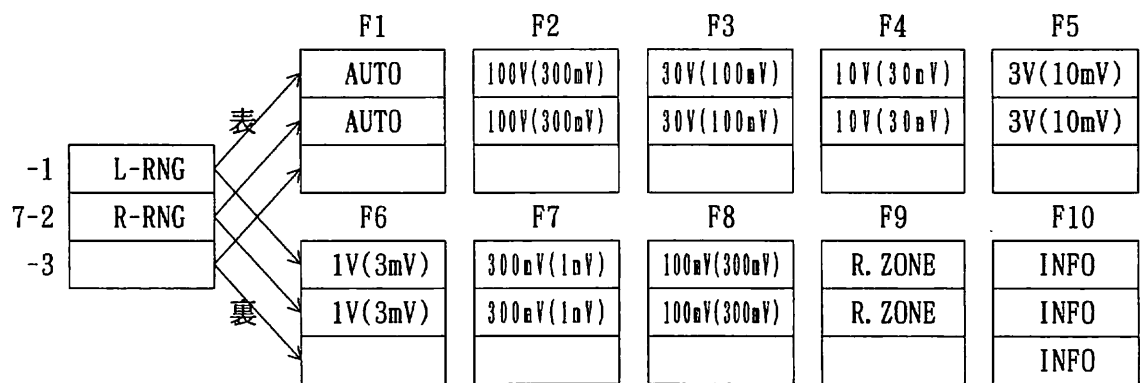 F1 F2 F3 F4 F5
AUTO 100V(300mV) 30V(100mV) 10V(30mV) 3V(10mV)
表 AUTO 100V(300mV) 30V(100mV) 10V(30mV) 3V(10mV)
-1 L-RNG
7-2 R-RNG F6 F7 F8 F9 F10
-3 1V(3mV) 300mV(1mV) 100mV(300mV) R.ZONE INFO
裏 1V(3mV) 300mV(1mV) 100mV(300mV) R.ZONE INFO
INFO